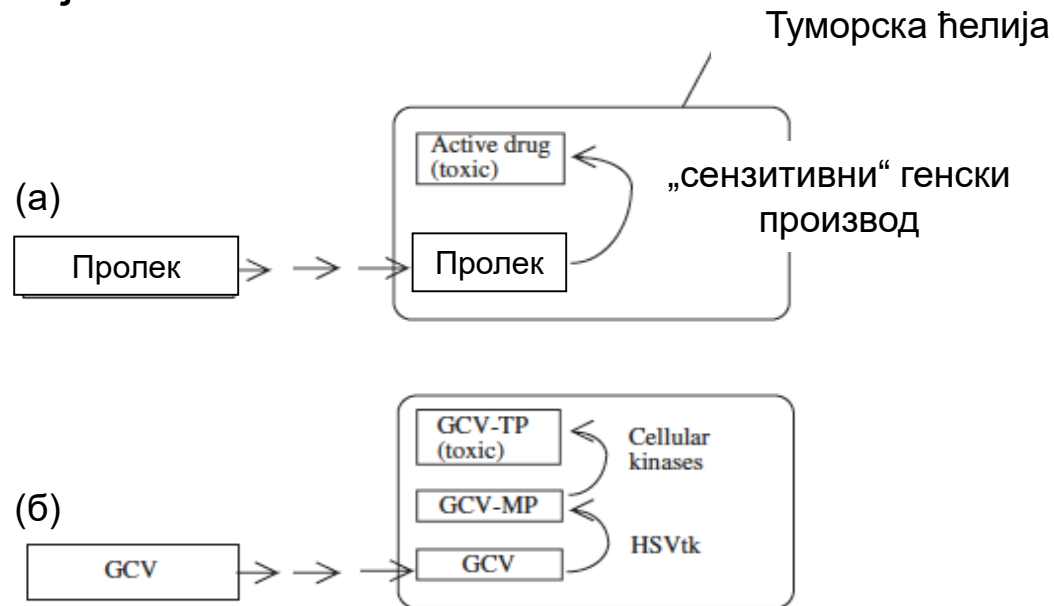 Туморска ћелија
Active drug
(toxic)
„сензитивни“ генски
производ
(а)
Пролек
Пролек
GCV-TP
(toxic)
Cellular
kinases
(б)
GCV-MP
HSVtk
GCV
GCV